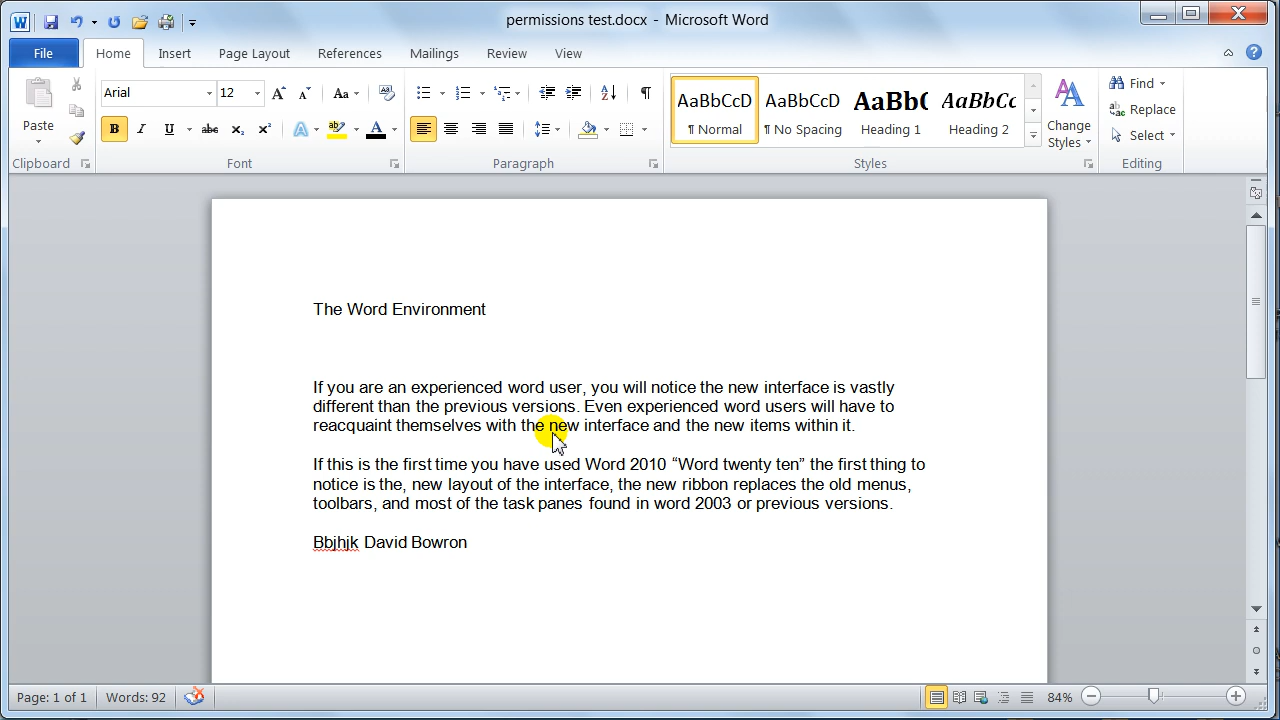 permissions test.docx - Microsoft Word
File Home Insert Page Layout References Mailings Review View
Arial 12 Aa Find
Paste B I U abc x₂ x² A ab A AaBbCcD AaBbCcD AaBbC AaBbCc Change Styles Replace
¶ Normal ¶ No Spacing Heading 1 Heading 2 Select
Clipboard Font Paragraph Styles Editing
The Word Environment
If you are an experienced word user, you will notice the new interface is vastly
different than the previous versions. Even experienced word users will have to
reacquaint themselves with the new interface and the new items within it.
If this is the first time you have used Word 2010 “Word twenty ten” the first thing to
notice is the, new layout of the interface, the new ribbon replaces the old menus,
toolbars, and most of the task panes found in word 2003 or previous versions.
Bbjhjk David Bowron
Page: 1 of 1 Words: 92 84%